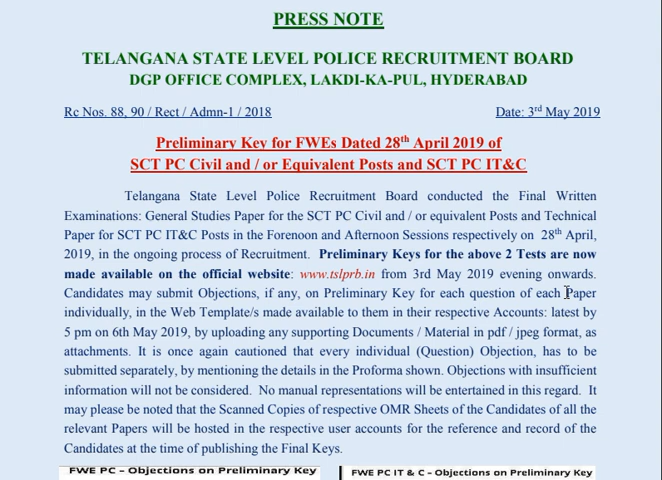 PRESS NOTE
TELANGANA STATE LEVEL POLICE RECRUITMENT BOARD
DGP OFFICE COMPLEX, LAKDI-KA-PUL, HYDERABAD
Rc Nos. 88, 90 / Rect / Admn-1 / 2018 Date: 3rd May 2019
Preliminary Key for FWEs Dated 28th April 2019 of
SCT PC Civil and / or Equivalent Posts and SCT PC IT&C
Telangana State Level Police Recruitment Board conducted the Final Written
Examinations: General Studies Paper for the SCT PC Civil and / or equivalent Posts and Technical
Paper for SCT PC IT&C Posts in the Forenoon and Afternoon Sessions respectively on 28th April,
2019, in the ongoing process of Recruitment. Preliminary Keys for the above 2 Tests are now
made available on the official website: www.tslprb.in from 3rd May 2019 evening onwards.
Candidates may submit Objections, if any, on Preliminary Key for each question of each Paper
individually, in the Web Template/s made available to them in their respective Accounts: latest by
5 pm on 6th May 2019, by uploading any supporting Documents / Material in pdf / jpeg format, as
attachments. It is once again cautioned that every individual (Question) Objection, has to be
submitted separately, by mentioning the details in the Proforma shown. Objections with insufficient
information will not be considered. No manual representations will be entertained in this regard. It
may please be noted that the Scanned Copies of respective OMR Sheets of the Candidates of all the
relevant Papers will be hosted in the respective user accounts for the reference and record of the
Candidates at the time of publishing the Final Keys.
FWE PC – Objections on Preliminary Key FWE PC IT & C - Objections on Preliminary Key